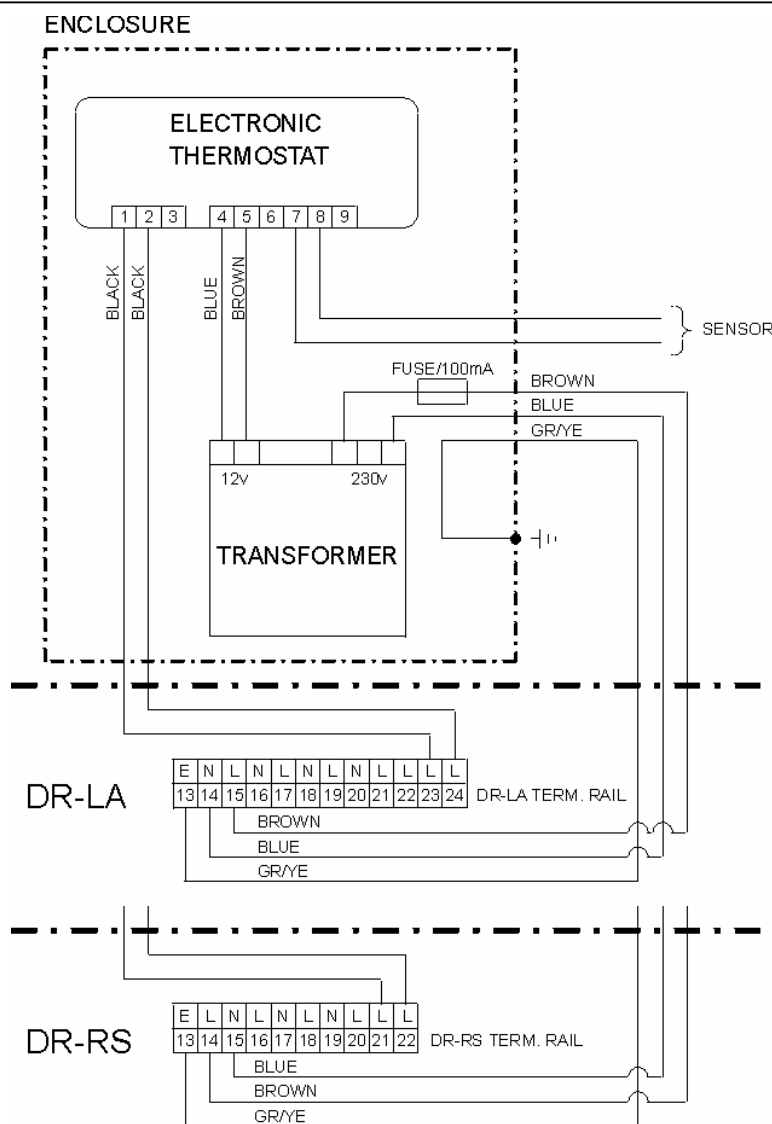 ENCLOSURE
ELECTRONIC
THERMOSTAT
1 2 3 4 5 6 7 8 9
BLACK
BLACK
BLUE
BROWN
SENSOR
FUSE/100mA
BROWN
BLUE
GR/YE
12v 230v
TRANSFORMER
E N L N L N L N L L L L
DR-LA
13 14 15 16 17 18 19 20 21 22 23 24 DR-LA TERM. RAIL
BROWN
BLUE
GR/YE
E L N L N L N L L L
DR-RS
13 14 15 16 17 18 19 20 21 22 DR-RS TERM. RAIL
BLUE
BROWN
GR/YE